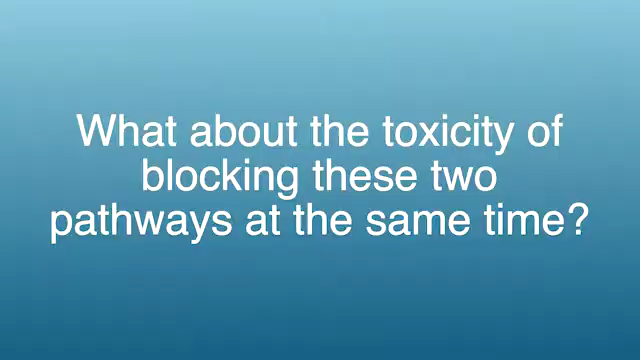 What about the toxicity of
blocking these two
pathways at the same time?